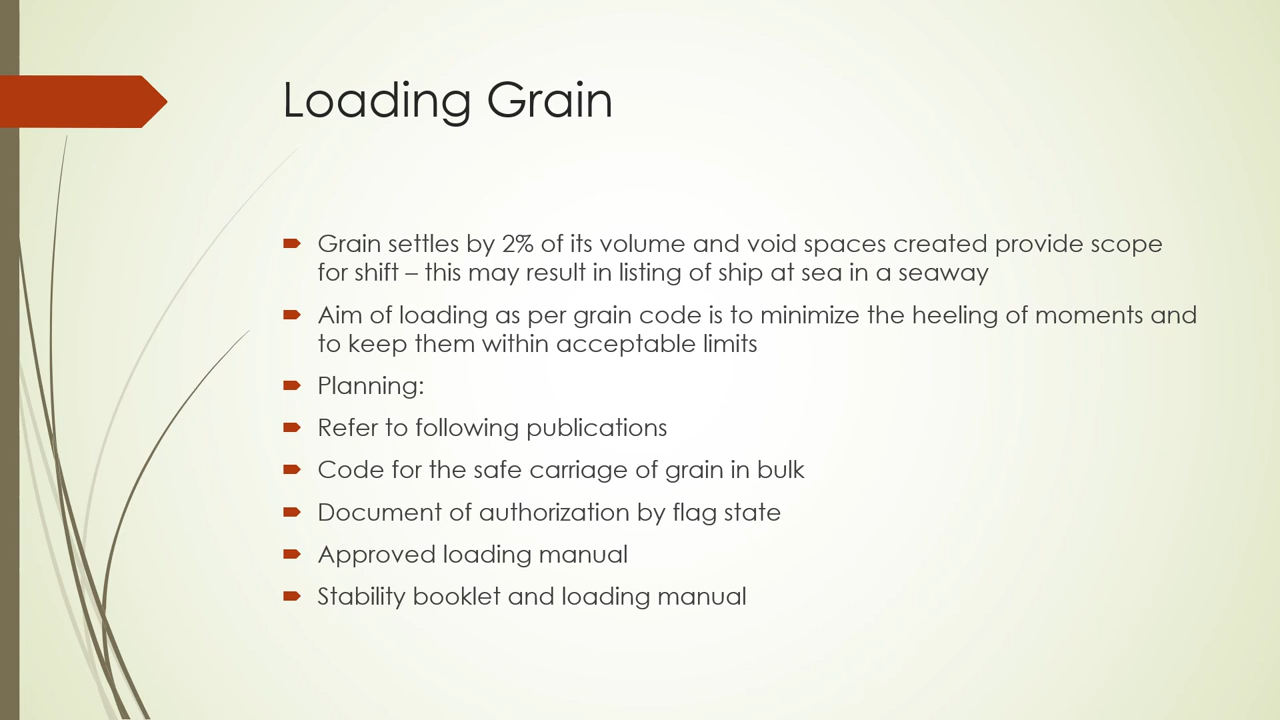 Loading Grain
Grain settles by 2% of its volume and void spaces created provide scope
for shift – this may result in listing of ship at sea in a seaway
Aim of loading as per grain code is to minimize the heeling of moments and
to keep them within acceptable limits
Planning:
Refer to following publications
Code for the safe carriage of grain in bulk
Document of authorization by flag state
Approved loading manual
Stability booklet and loading manual